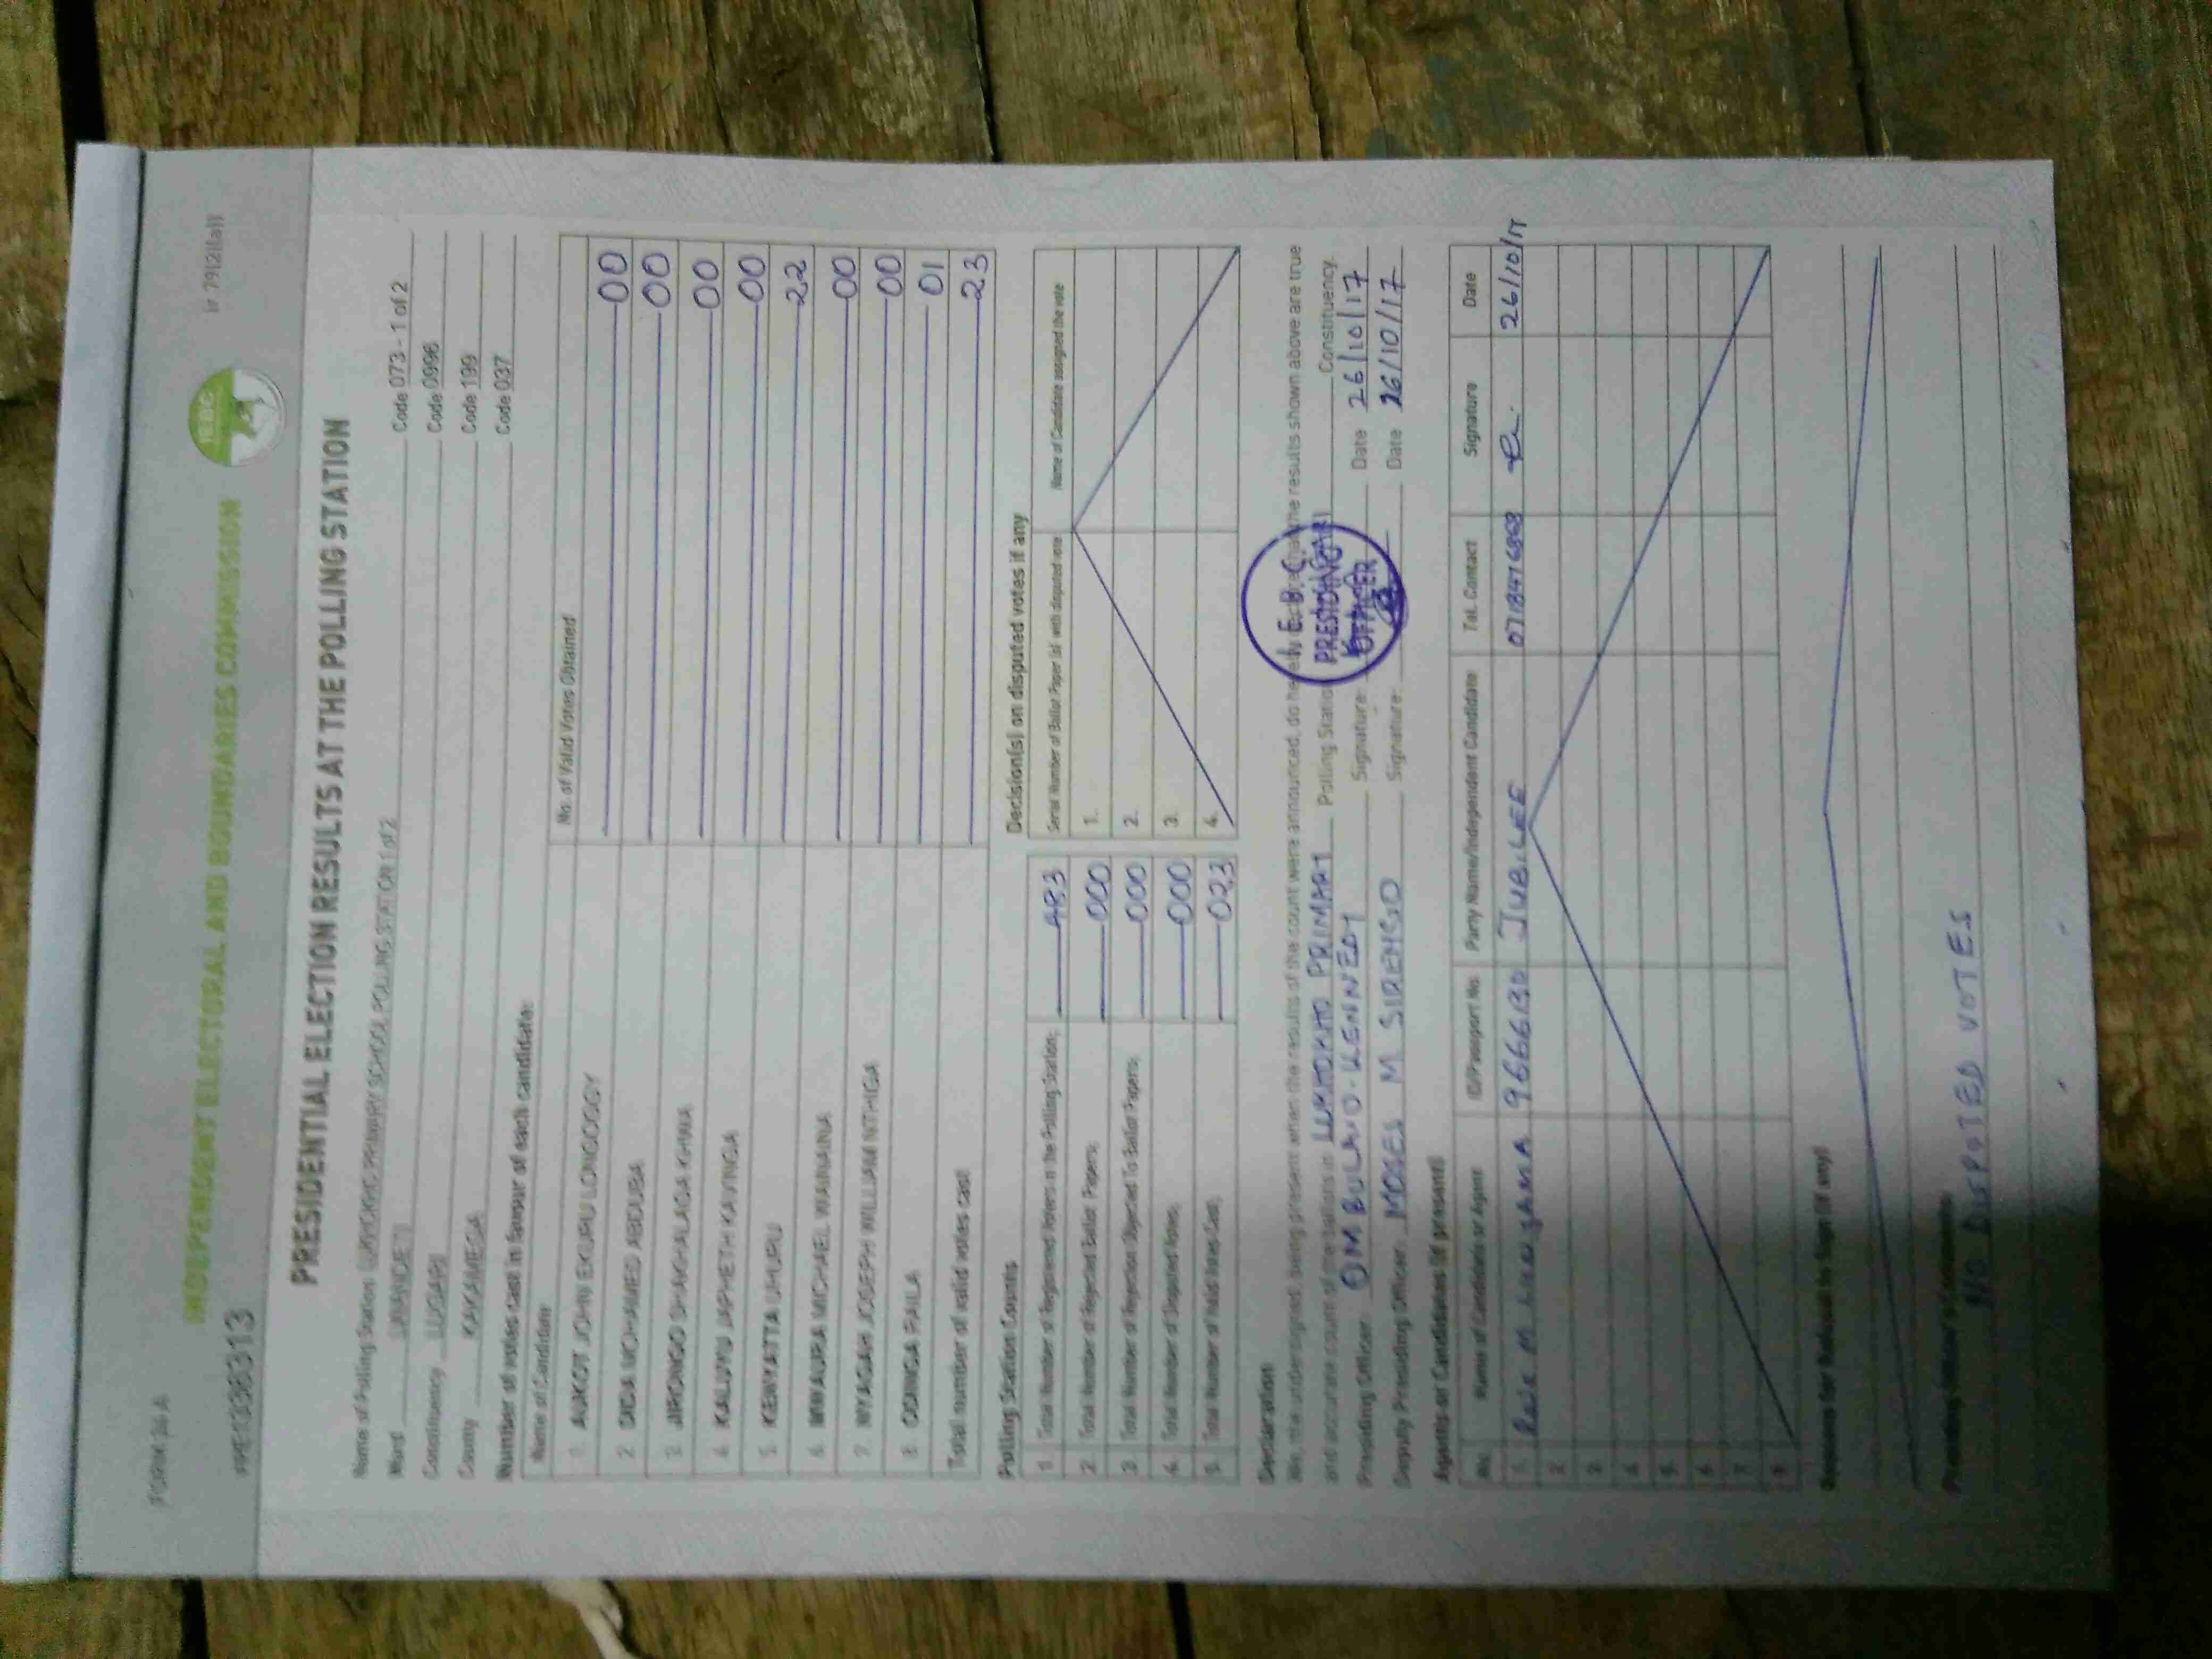 FORM 34 A
Ir 79(2)(a)
INDEPENDENT ELECTORAL AND BOUNDARIES COMMISSION
IEBC
PRESIDENTIAL ELECTION RESULTS AT THE POLLING STATION
Name of Polling Station PRIMARY SCHOOL POLLING STATION 1 of 2 Code 073 - 1 of 2
Ward Code 0996
Constituency LUGARI Code 199
County KAKAMEGA Code 037
Number of votes cast in favour of each candidate:
Name of Candidate No. of Valid Votes Obtained
1. AUKOT JOHN EKURU LONGOGGY 00
2. DIDA MOHAMED ABDUBA 00
3. JIRONGO SHAKHALAGA KHWA 00
4. KALUYU JAPHETH KAVINGA 00
5. KENYATTA UHURU 22
6. MWAURA MICHAEL WAINAINA 00
7. NYAGAH JOSEPH WILLIAM NTHIGA 00
8. ODINGA RAILA 01
Total number of valid votes cast 23
Polling Station Counts
1. Total Number of Registered Voters in the Polling Station: 483
2. Total Number of Rejected Ballot Papers: 000
3. Total Number of Rejection Objected To Ballot Papers: 000
4. Total Number of Disputed Votes: 000
5. Total Number of Valid Votes Cast: 023
Decision(s) on disputed votes if any
Serial Number of Ballot Paper (s) with disputed vote Name of Candidate assigned the vote
1.
2.
3.
4.
Declaration
We, the undersigned, being present when the results of the count were announced, do hereby declare that the results shown above are true
and accurate count of the ballots in PRIMARY Polling Station Constituency.
Presiding Officer: OMBULA O. KENNEDY Signature: Date 26/10/17
Deputy Presiding Officer: MOSES M SIRENGO Signature: Date 26/10/17
I. E. B. C.
PRESIDING
OFFICER
Agents or Candidates (if present)
No. Name of Candidate or Agent ID/Passport No. Party Name/Independent Candidate Tel. Contact Signature Date
1. M JUBILEE 26/10/17
2.
3.
4.
5.
6.
7.
8.
Reasons for Refusal to Sign (if any)
Presiding Officer's Comments:
NO DISPOTED VOTES